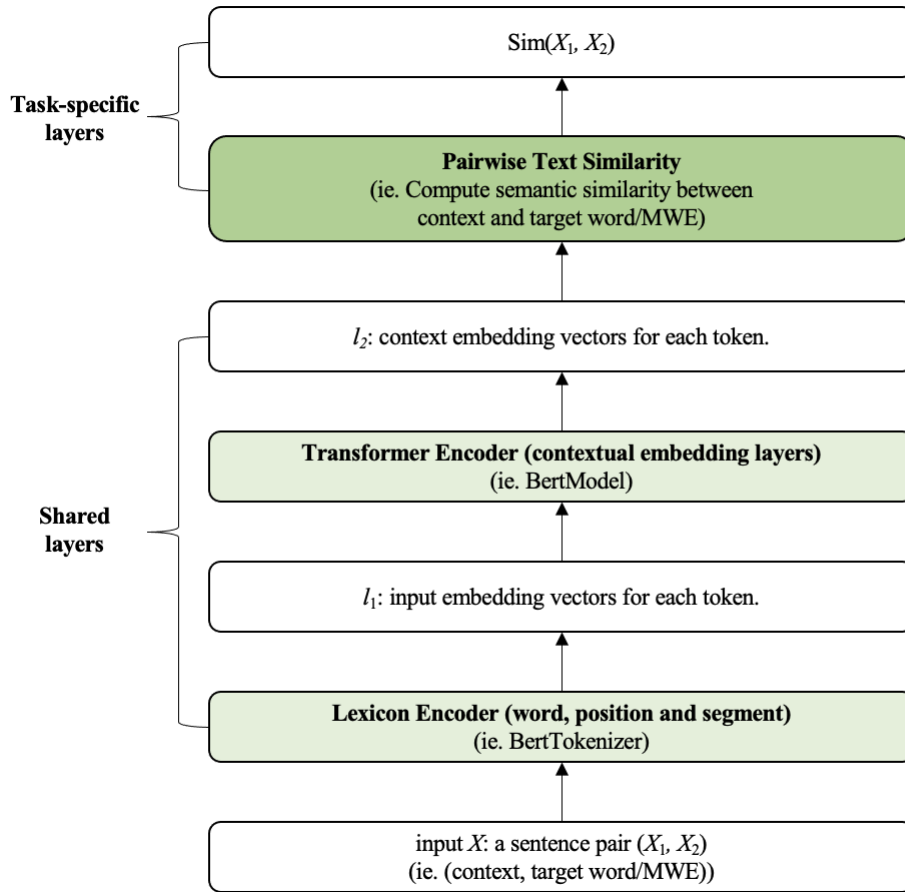 Sim(X₁, X₂)
Task-specific
layers
Pairwise Text Similarity
(ie. Compute semantic similarity between
context and target word/MWE)
l₂: context embedding vectors for each token.
Transformer Encoder (contextual embedding layers)
(ie. BertModel)
Shared
layers
l₁: input embedding vectors for each token.
Lexicon Encoder (word, position and segment)
(ie. BertTokenizer)
input X: a sentence pair (X₁, X₂)
(ie. (context, target word/MWE))